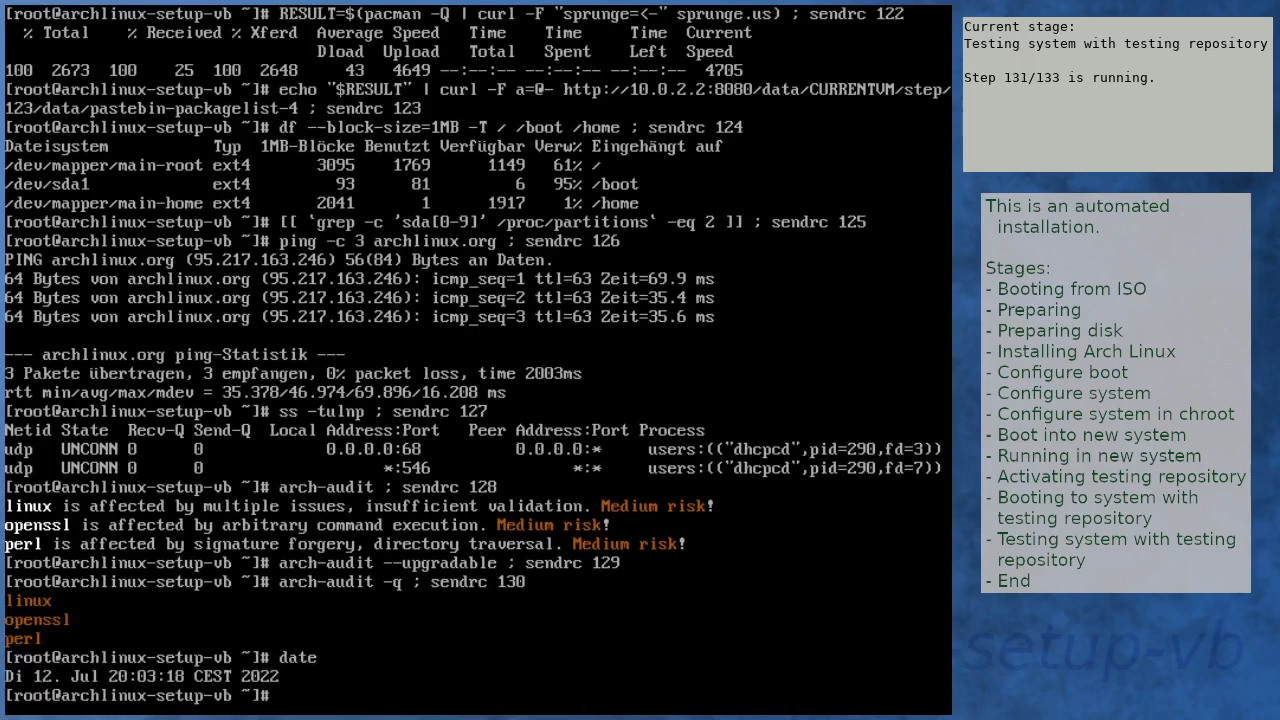 [root@archlinux-setup-vb ~]# RESULT=$(pacman -Q | curl -F "sprunge=<-" sprunge.us) ; sendrc 122
% Total    % Received % Xferd  Average Speed   Time    Time     Time  Current
Dload  Upload   Total   Spent    Left  Speed
100  2673  100    25  100  2648     43   4649 --:--:-- --:--:-- --:--:--  4705
[root@archlinux-setup-vb ~]# echo "$RESULT" | curl -F a=@- http://10.0.2.2:8080/data/CURRENTVM/step/
123/data/pastebin-packagelist-4 ; sendrc 123
[root@archlinux-setup-vb ~]# df --block-size=1MB -T / /boot /home ; sendrc 124
Dateisystem           Typ  1MB-Blöcke Benutzt Verfügbar Verw% Eingehängt auf
/dev/mapper/main-root ext4       3095    1769      1149   61% /
/dev/sda1             ext4         93      81         6   95% /boot
/dev/mapper/main-home ext4       2041       1      1917    1% /home
[root@archlinux-setup-vb ~]# [[ `grep -c 'sda[0-9]' /proc/partitions` -eq 2 ]] ; sendrc 125
[root@archlinux-setup-vb ~]# ping -c 3 archlinux.org ; sendrc 126
PING archlinux.org (95.217.163.246) 56(84) Bytes an Daten.
64 Bytes von archlinux.org (95.217.163.246): icmp_seq=1 ttl=63 Zeit=69.9 ms
64 Bytes von archlinux.org (95.217.163.246): icmp_seq=2 ttl=63 Zeit=35.4 ms
64 Bytes von archlinux.org (95.217.163.246): icmp_seq=3 ttl=63 Zeit=35.6 ms
--- archlinux.org ping-Statistik ---
3 Pakete übertragen, 3 empfangen, 0% packet loss, time 2003ms
rtt min/avg/max/mdev = 35.378/46.974/69.896/16.208 ms
[root@archlinux-setup-vb ~]# ss -tulnp ; sendrc 127
Netid State  Recv-Q Send-Q  Local Address:Port   Peer Address:Port Process
udp   UNCONN 0      0             0.0.0.0:68          0.0.0.0:*     users:(("dhcpcd",pid=290,fd=3))
udp   UNCONN 0      0                   *:546               *:*     users:(("dhcpcd",pid=290,fd=7))
[root@archlinux-setup-vb ~]# arch-audit ; sendrc 128
linux is affected by multiple issues, insufficient validation. Medium risk!
openssl is affected by arbitrary command execution. Medium risk!
perl is affected by signature forgery, directory traversal. Medium risk!
[root@archlinux-setup-vb ~]# arch-audit --upgradable ; sendrc 129
[root@archlinux-setup-vb ~]# arch-audit -q ; sendrc 130
linux
openssl
perl
[root@archlinux-setup-vb ~]# date
Di 12. Jul 20:03:18 CEST 2022
[root@archlinux-setup-vb ~]#
Current stage:
Testing system with testing repository
Step 131/133 is running.
This is an automated
installation.
Stages:
- Booting from ISO
- Preparing
- Preparing disk
- Installing Arch Linux
- Configure boot
- Configure system
- Configure system in chroot
- Boot into new system
- Running in new system
- Activating testing repository
- Booting to system with
testing repository
- Testing system with testing
repository
- End
-setup-vb